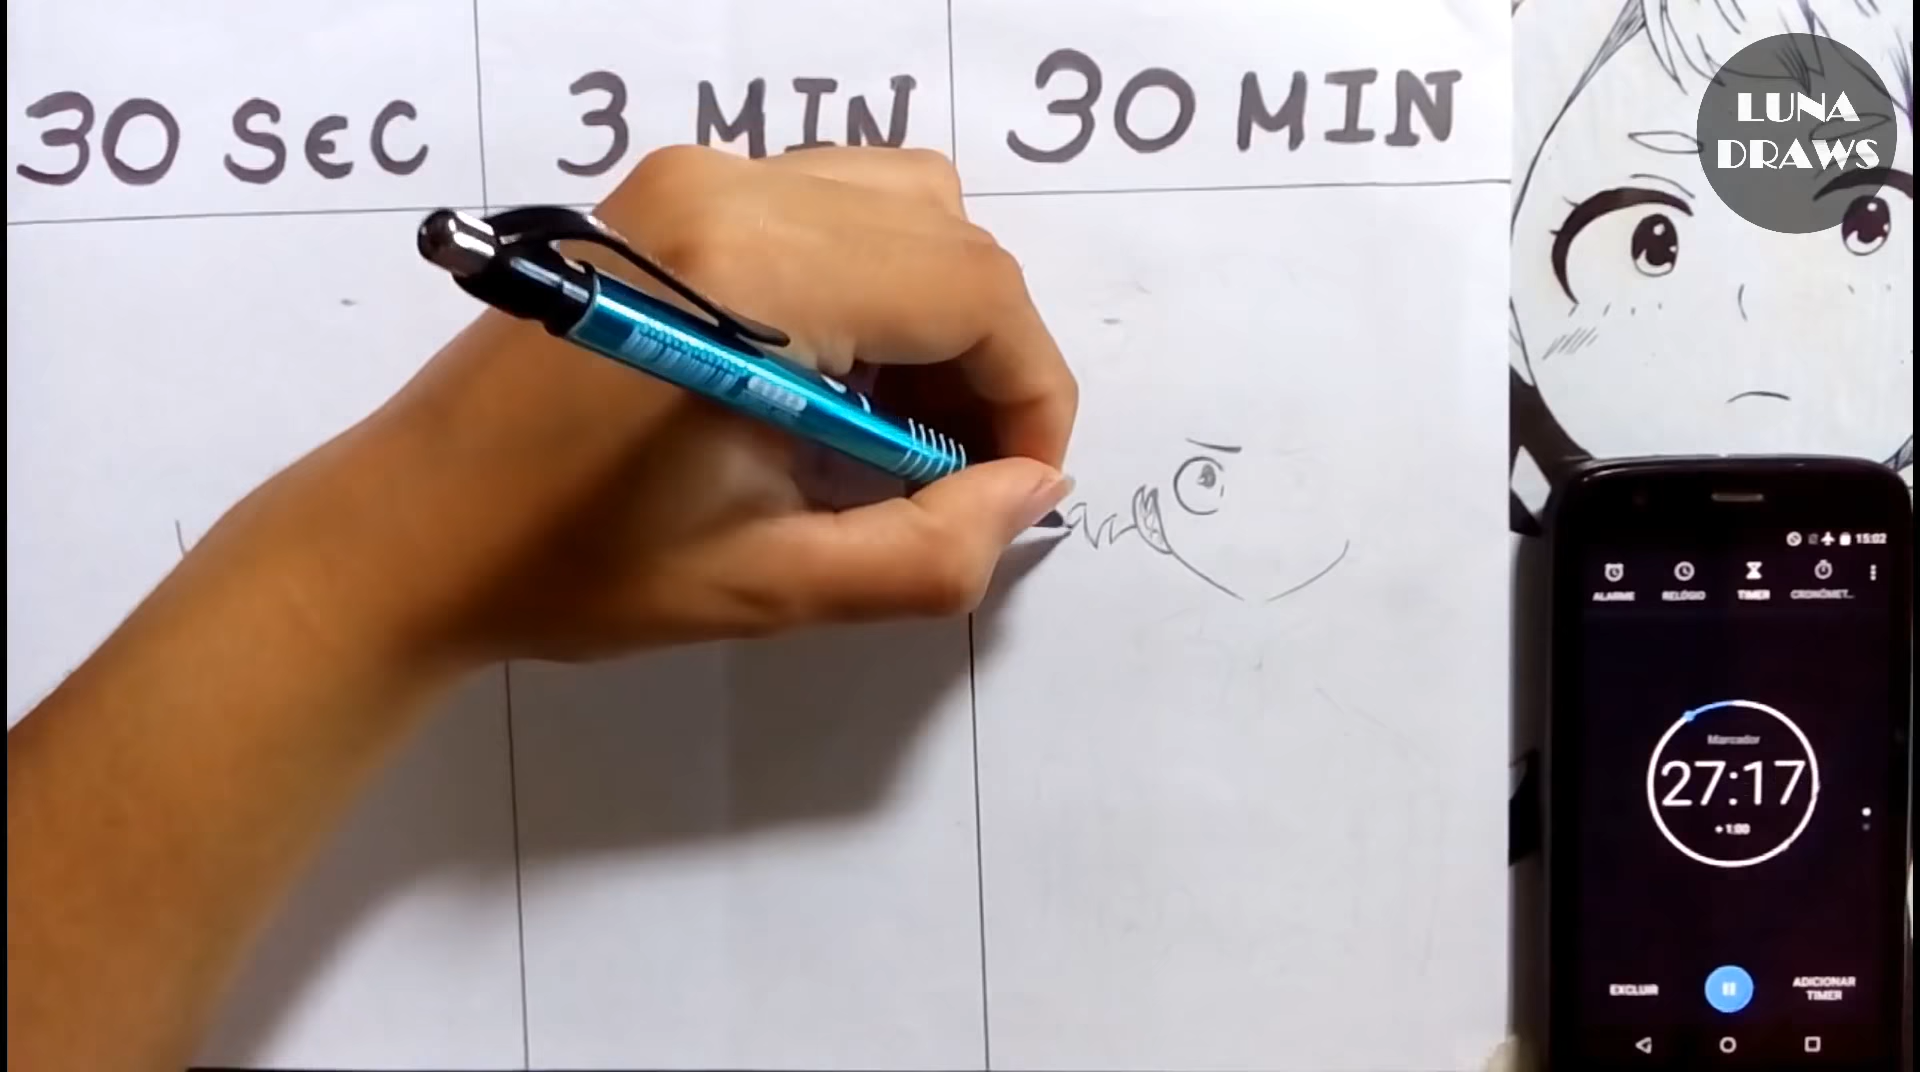 30 SEC
3 MIN
30 MIN
LUNA
DRAWS
15:02
ALARME
RELÓGIO
TIMER
CRONÔMET...
Marcador
27:17
+ 1:00
EXCLUIR
ADICIONAR
TIMER